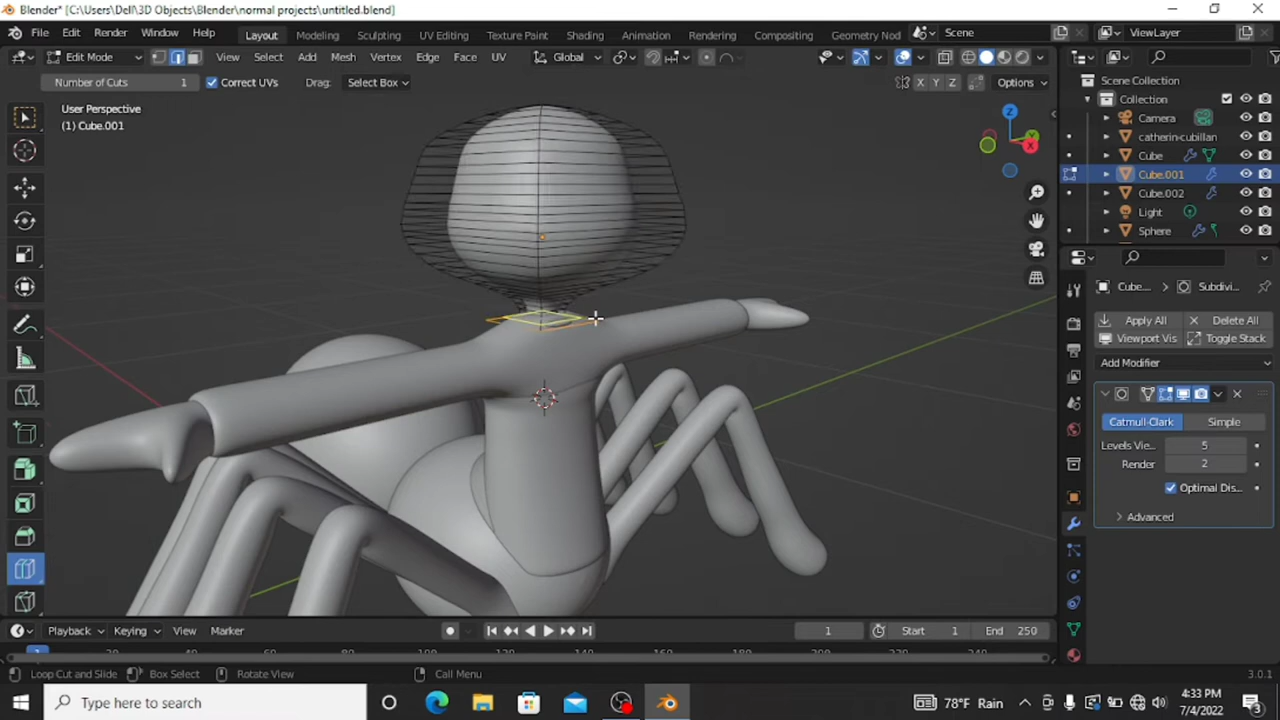 Blender* [C:\Users\Dell\3D Objects\Blender\normal projects\untitled.blend]
File Edit Render Window Help Layout Modeling Sculpting UV Editing Texture Paint Shading Animation Rendering Compositing Geometry Nod Scene ViewLayer
Edit Mode View Select Add Mesh Vertex Edge Face UV Global
Number of Cuts 1 Correct UVs Drag: Select Box X Y Z Options
User Perspective
(1) Cube.001
Z
Y
X
Scene Collection
Collection
Camera
catherin-cubillan
Cube
Cube.001
Cube.002
Light
Sphere
Cube... Subdivi...
Apply All Delete All
Viewport Vis Toggle Stack
Add Modifier
Catmull-Clark Simple
Levels Vie... 5
Render 2
Optimal Dis...
Advanced
Playback Keying View Marker 1 Start 1 End 250
Loop Cut and Slide Box Select Rotate View Call Menu 3.0.1
Type here to search 78°F Rain 4:33 PM
7/4/2022
3